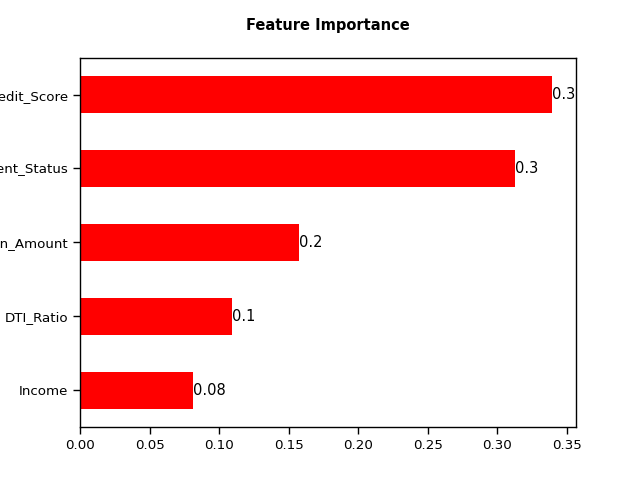 Feature Importance
edit_Score
0.3
ent_Status
0.3
n_Amount
0.2
DTI_Ratio
0.1
Income
0.08
0.00 0.05 0.10 0.15 0.20 0.25 0.30 0.35